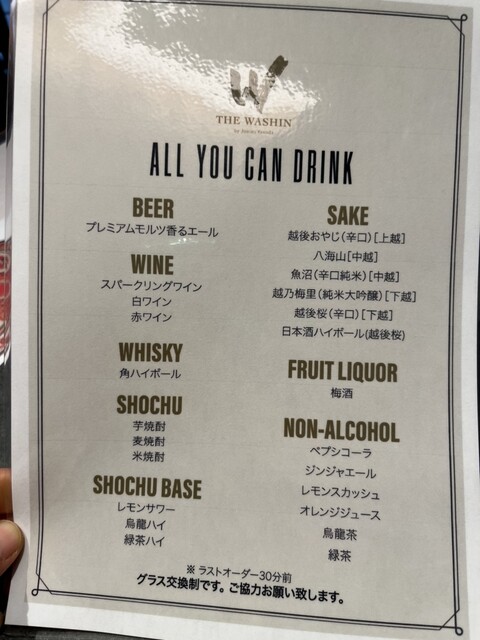 THE WASHIN
ALL YOU CAN DRINK
BEER
プレミアムモルツ香るエール
WINE
スパークリングワイン
白ワイン
赤ワイン
WHISKY
角ハイボール
SHOCHU
芋焼酎
麦焼酎
米焼酎
SHOCHU BASE
レモンサワー
烏龍ハイ
緑茶ハイ
SAKE
越後おやじ(辛口)[上越]
八海山[中越]
魚沼(辛口純米)[中越]
越乃梅里(純米大吟醸)[下越]
越後桜(辛口)[下越]
日本酒ハイボール(越後桜)
FRUIT LIQUOR
梅酒
NON-ALCOHOL
ペプシコーラ
ジンジャエール
レモンスカッシュ
オレンジジュース
烏龍茶
緑茶
※ ラストオーダー30分前
グラス交換制です。ご協力お願い致します。